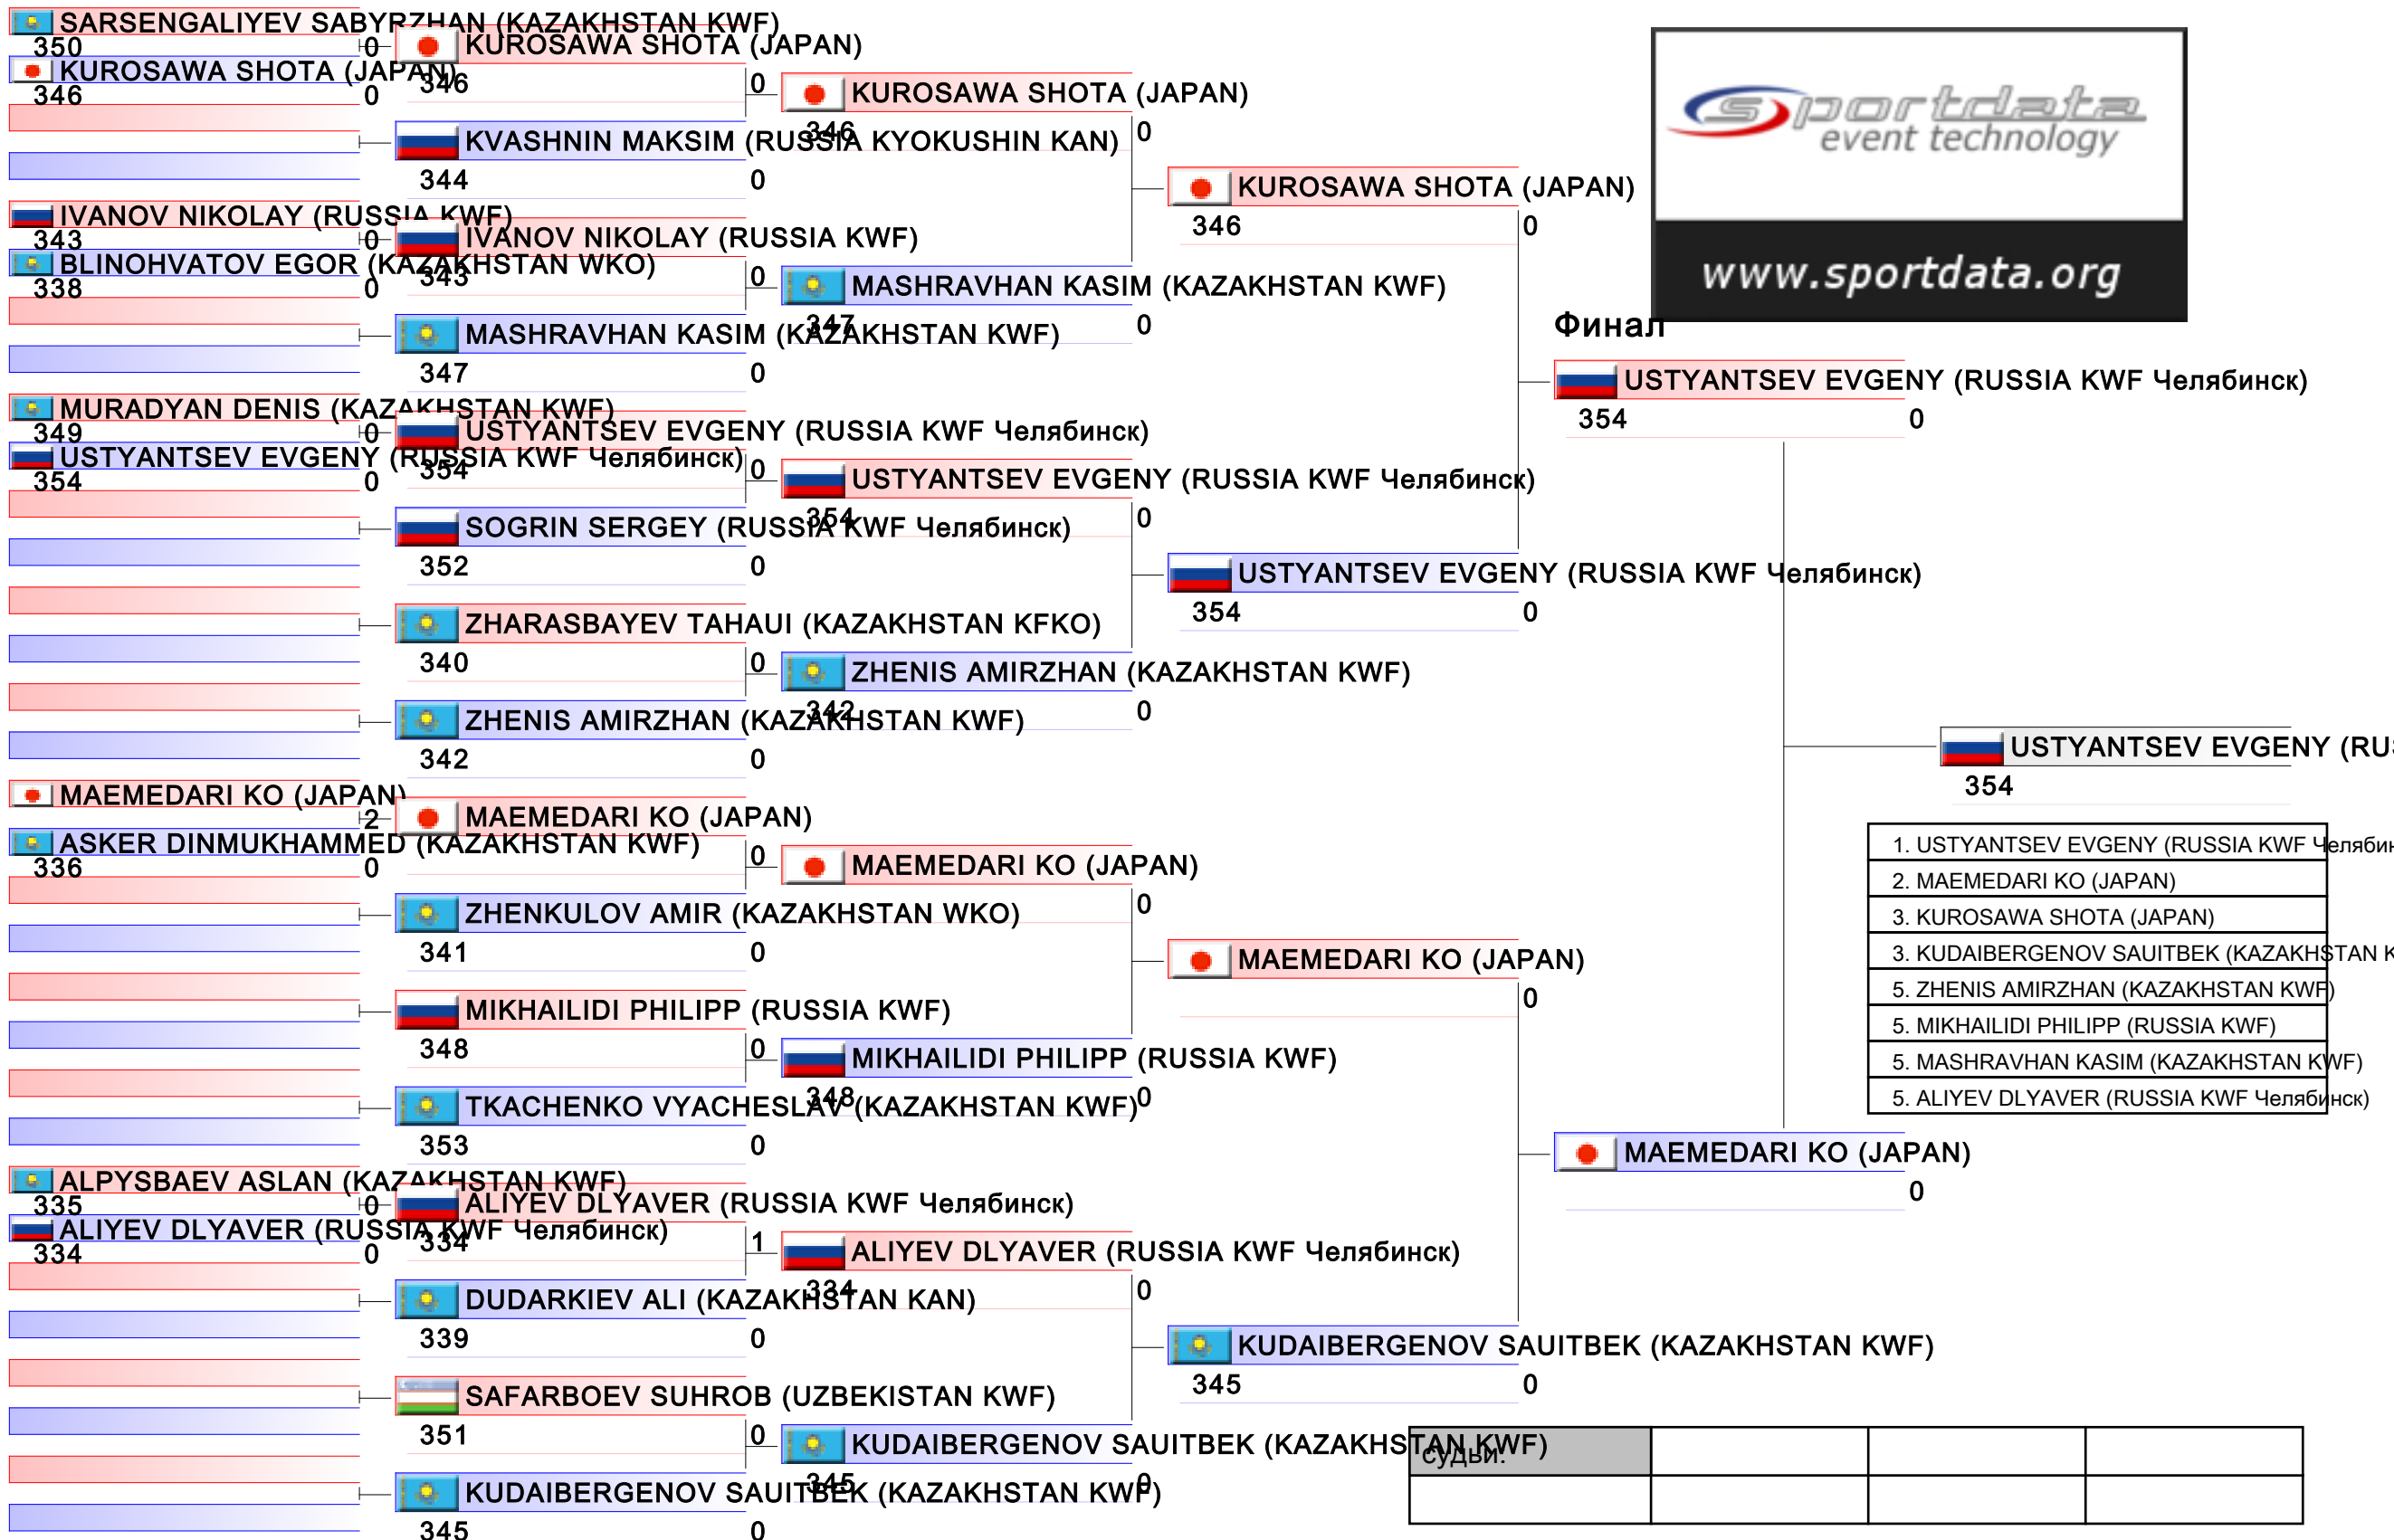 SARSENGALIYEV SABYRZHAN (KAZAKHSTAN KWF)
350
0
KUROSAWA SHOTA (JAPAN)
346
0
IVANOV NIKOLAY (RUSSIA KWF)
343
0
BLINOHVATOV EGOR (KAZAKHSTAN WKO)
338
0
MURADYAN DENIS (KAZAKHSTAN KWF)
349
0
USTYANTSEV EVGENY (RUSSIA KWF Челябинск)
354
0
MAEMEDARI KO (JAPAN)
2
ASKER DINMUKHAMMED (KAZAKHSTAN KWF)
336
0
ALPYSBAEV ASLAN (KAZAKHSTAN KWF)
335
0
ALIYEV DLYAVER (RUSSIA KWF Челябинск)
334
0
KUROSAWA SHOTA (JAPAN)
346
0
KVASHNIN MAKSIM (RUSSIA KYOKUSHIN KAN)
344
0
IVANOV NIKOLAY (RUSSIA KWF)
343
0
MASHRAVHAN KASIM (KAZAKHSTAN KWF)
347
0
USTYANTSEV EVGENY (RUSSIA KWF Челябинск)
354
0
SOGRIN SERGEY (RUSSIA KWF Челябинск)
352
0
ZHARASBAYEV TAHAUI (KAZAKHSTAN KFKO)
340
0
ZHENIS AMIRZHAN (KAZAKHSTAN KWF)
342
0
MAEMEDARI KO (JAPAN)
0
ZHENKULOV AMIR (KAZAKHSTAN WKO)
341
0
MIKHAILIDI PHILIPP (RUSSIA KWF)
348
0
TKACHENKO VYACHESLAV (KAZAKHSTAN KWF)
353
0
ALIYEV DLYAVER (RUSSIA KWF Челябинск)
334
1
DUDARKIEV ALI (KAZAKHSTAN KAN)
339
0
SAFARBOEV SUHROB (UZBEKISTAN KWF)
351
0
KUDAIBERGENOV SAUITBEK (KAZAKHSTAN KWF)
345
0
KUROSAWA SHOTA (JAPAN)
346
0
MASHRAVHAN KASIM (KAZAKHSTAN KWF)
347
0
USTYANTSEV EVGENY (RUSSIA KWF Челябинск)
354
0
ZHENIS AMIRZHAN (KAZAKHSTAN KWF)
342
0
MAEMEDARI KO (JAPAN)
0
MIKHAILIDI PHILIPP (RUSSIA KWF)
348
0
ALIYEV DLYAVER (RUSSIA KWF Челябинск)
334
0
KUDAIBERGENOV SAUITBEK (KAZAKHSTAN KWF)
345
0
KUROSAWA SHOTA (JAPAN)
346
0
USTYANTSEV EVGENY (RUSSIA KWF Челябинск)
354
0
MAEMEDARI KO (JAPAN)
0
KUDAIBERGENOV SAUITBEK (KAZAKHSTAN KWF)
345
0
sportdata
event technology
www.sportdata.org
Финал
USTYANTSEV EVGENY (RUSSIA KWF Челябинск)
354
0
MAEMEDARI KO (JAPAN)
0
USTYANTSEV EVGENY (RUS
354
1. USTYANTSEV EVGENY (RUSSIA KWF Челябин
2. MAEMEDARI KO (JAPAN)
3. KUROSAWA SHOTA (JAPAN)
3. KUDAIBERGENOV SAUITBEK (KAZAKHSTAN K
5. ZHENIS AMIRZHAN (KAZAKHSTAN KWF)
5. MIKHAILIDI PHILIPP (RUSSIA KWF)
5. MASHRAVHAN KASIM (KAZAKHSTAN KWF)
5. ALIYEV DLYAVER (RUSSIA KWF Челябинск)
судьи: